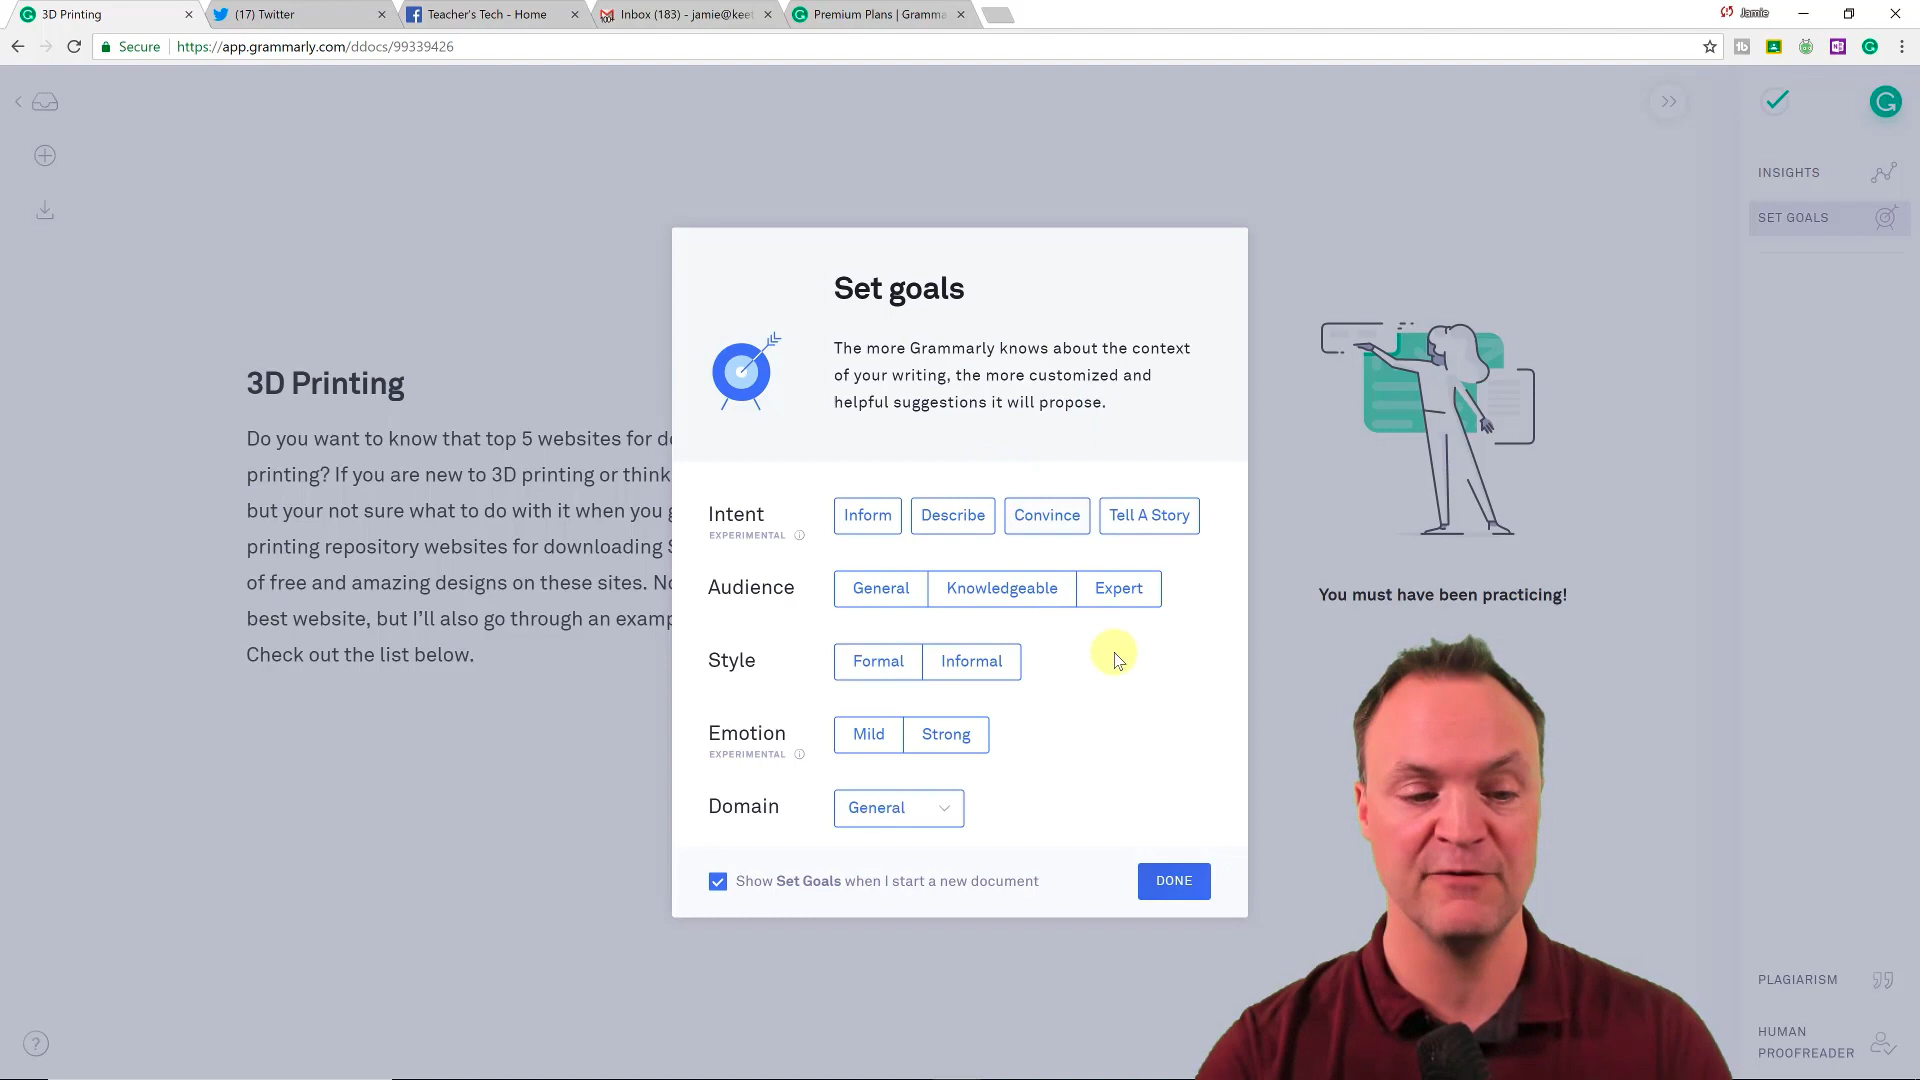 3D Printing
(17) Twitter
Teacher's Tech - Home
Inbox (183) - jamie@kee
Premium Plans | Gramma
Jamie
Secure
https://app.grammarly.com/ddocs/99339426
INSIGHTS
SET GOALS
Set goals
The more Grammarly knows about the context
of your writing, the more customized and
helpful suggestions it will propose.
3D Printing
Do you want to know that top 5 websites for d
printing? If you are new to 3D printing or think
but your not sure what to do with it when you
printing repository websites for downloading
of free and amazing designs on these sites. No
best website, but I'll also go through an examp
Check out the list below.
Intent
EXPERIMENTAL
Inform
Describe
Convince
Tell A Story
Audience
General
Knowledgeable
Expert
Style
Formal
Informal
Emotion
EXPERIMENTAL
Mild
Strong
Domain
General
Show Set Goals when I start a new document
DONE
You must have been practicing!
PLAGIARISM
HUMAN
PROOFREADER